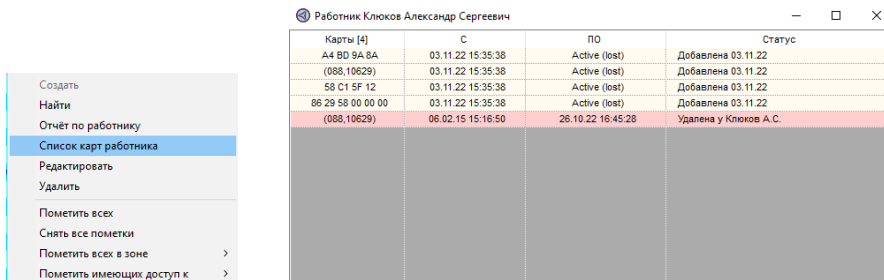 Работник Клюков Александр Сергеевич
Карты [4] С ПО Статус
A4 BD 9A 8A 03.11.22 15:35:38 Active (lost) Добавлена 03.11.22
(088,10629) 03.11.22 15:35:38 Active (lost) Добавлена 03.11.22
58 C1 5F 12 03.11.22 15:35:38 Active (lost) Добавлена 03.11.22
86 29 58 00 00 00 03.11.22 15:35:38 Active (lost) Добавлена 03.11.22
(088,10629) 06.02.15 15:16:50 26.10.22 16:45:28 Удалена у Клюков А.С.
Создать
Найти
Отчёт по работнику
Список карт работника
Редактировать
Удалить
Пометить всех
Снять все пометки
Пометить всех в зоне
Пометить имеющих доступ к